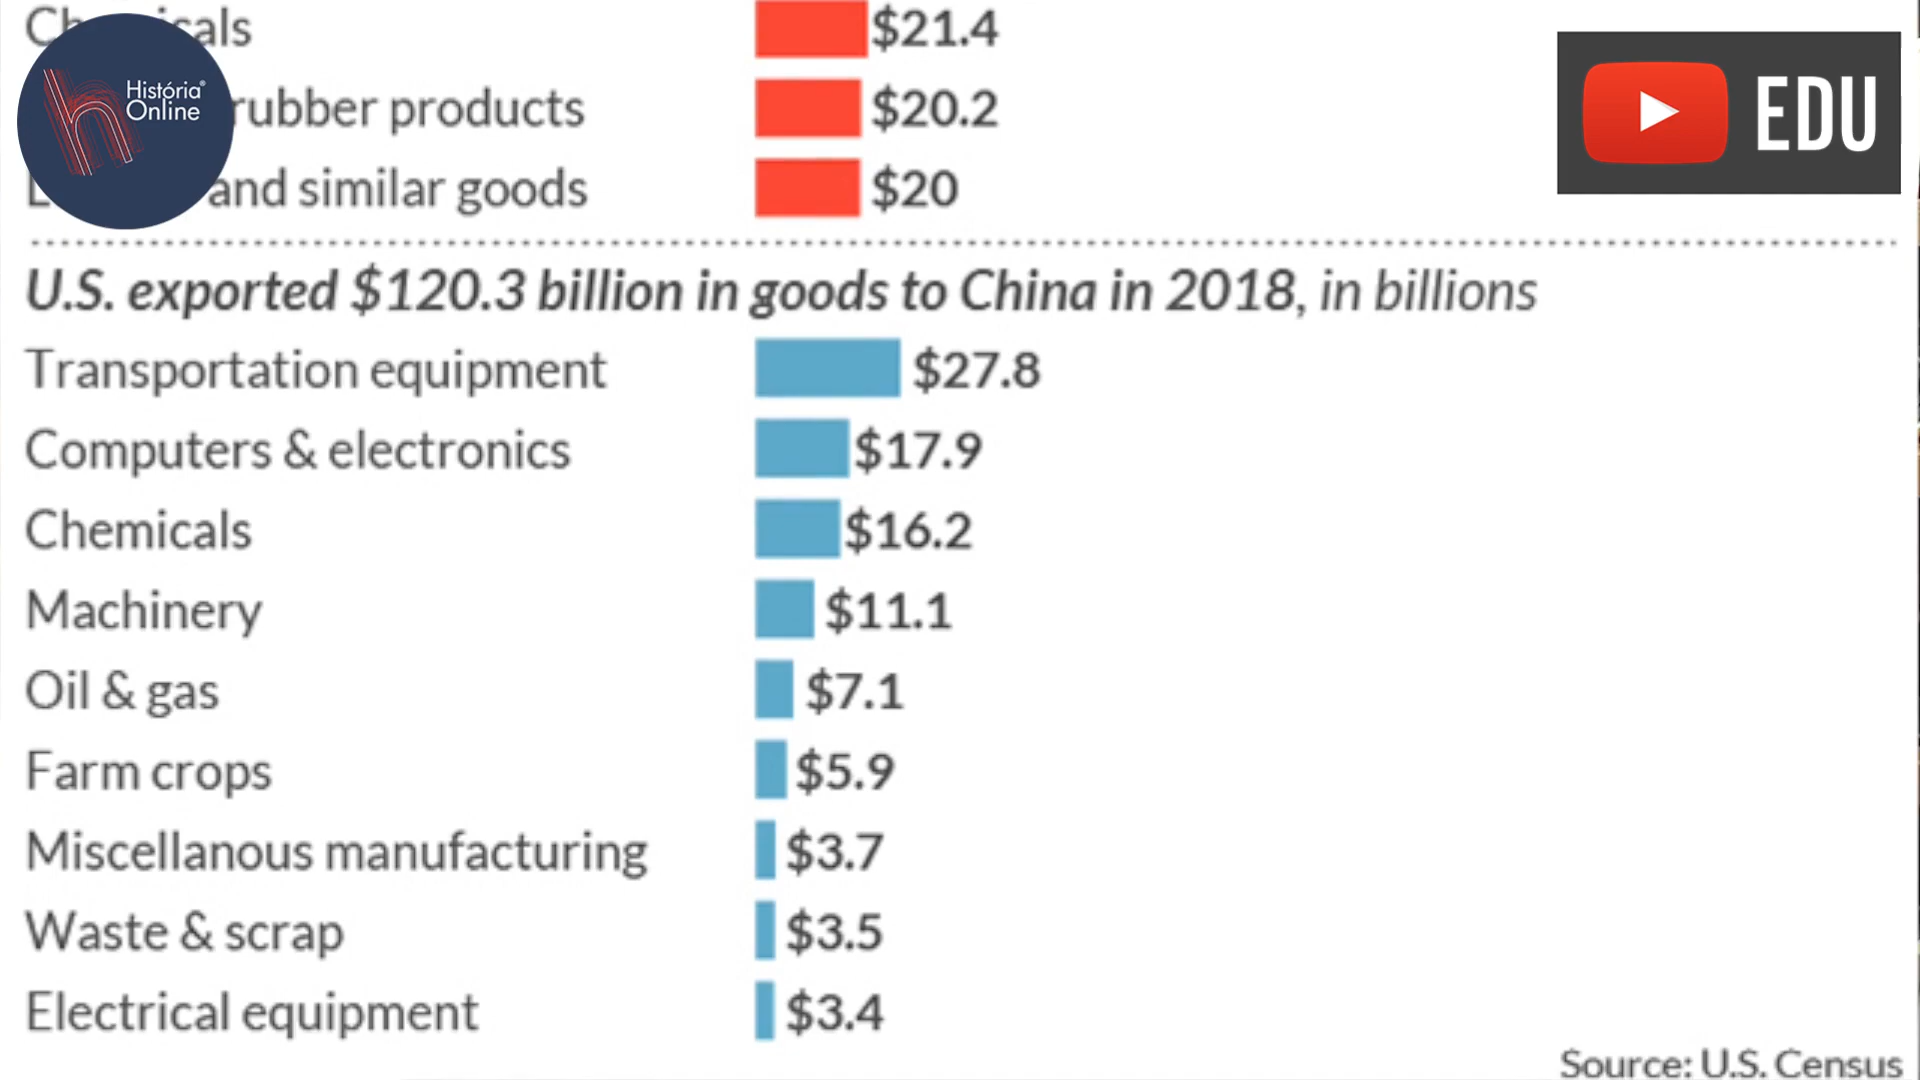 História®
Online
EDU
$21.4
rubber products $20.2
and similar goods $20
U.S. exported $120.3 billion in goods to China in 2018, in billions
Transportation equipment $27.8
Computers & electronics $17.9
Chemicals $16.2
Machinery $11.1
Oil & gas $7.1
Farm crops $5.9
Miscellanous manufacturing $3.7
Waste & scrap $3.5
Electrical equipment $3.4
Source: U.S. Census